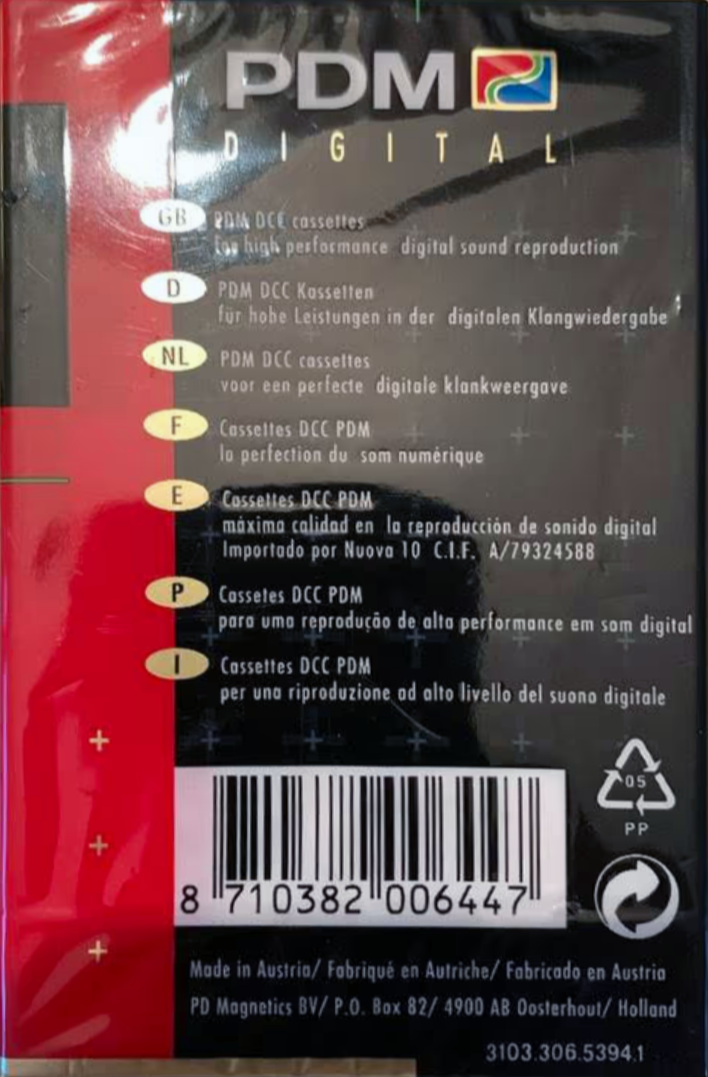 PDM
DIGITAL
GB
PDM DCC cassettes
for high performance digital sound reproduction
D
PDM DCC Kassetten
für hohe Leistungen in der digitalen Klangwiedergabe
NL
PDM DCC cassettes
voor een perfecte digitale klankweergave
F
Cassettes DCC PDM
la perfection du som numérique
E
Cassettes DCC PDM
máxima calidad en la reproducción de sonido digital
Importado por Nuova 10 C.I.F. A/79324588
P
Cassetes DCC PDM
para uma reprodução de alta performance em som digital
I
Cassettes DCC PDM
per una riproduzione ad alto livello del suono digitale
05
PP
8 710382 006447
Made in Austria/ Fabriqué en Autriche/ Fabricado en Austria
PD Magnetics BV/ P.O. Box 82/ 4900 AB Oosterhout/ Holland
3103.306.5394.1